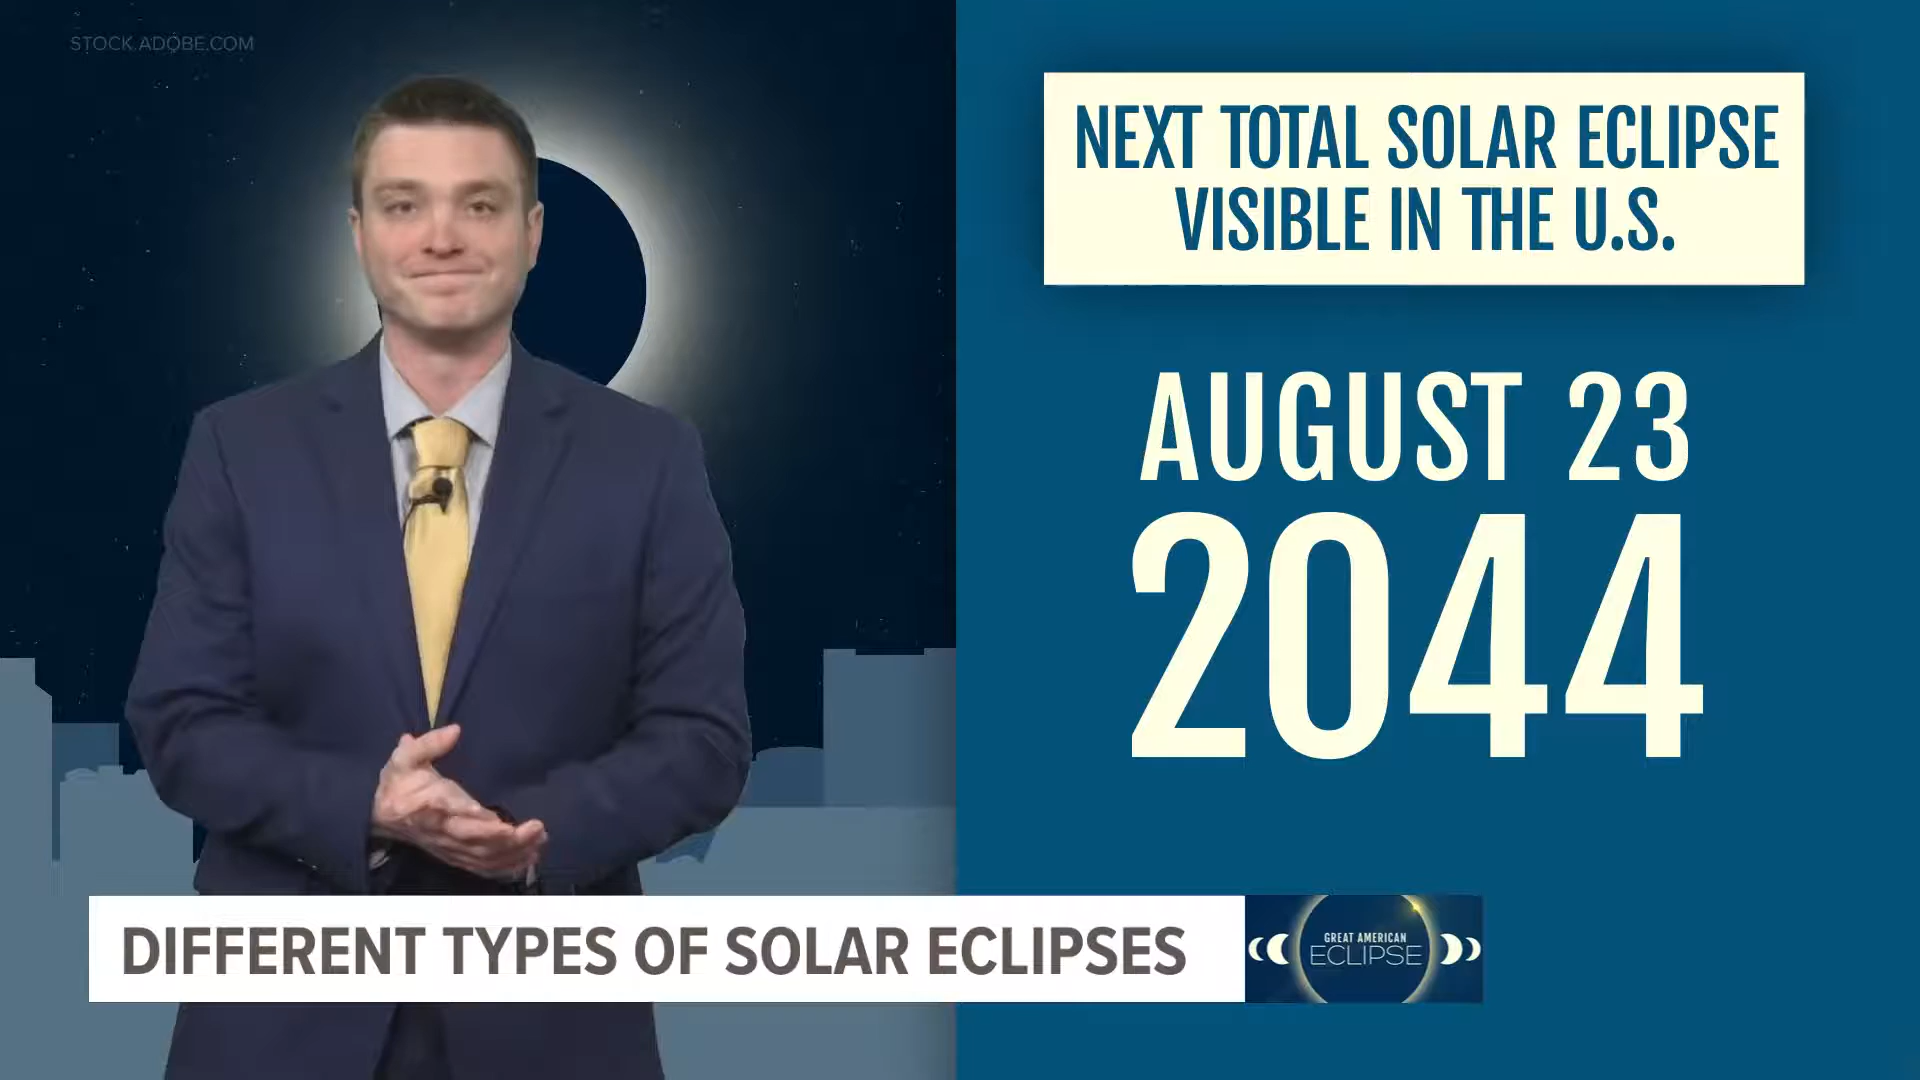 STOCK.ADOBE.COM
NEXT TOTAL SOLAR ECLIPSE
VISIBLE IN THE U.S.
AUGUST 23
2044
DIFFERENT TYPES OF SOLAR ECLIPSES
GREAT AMERICAN
ECLIPSE